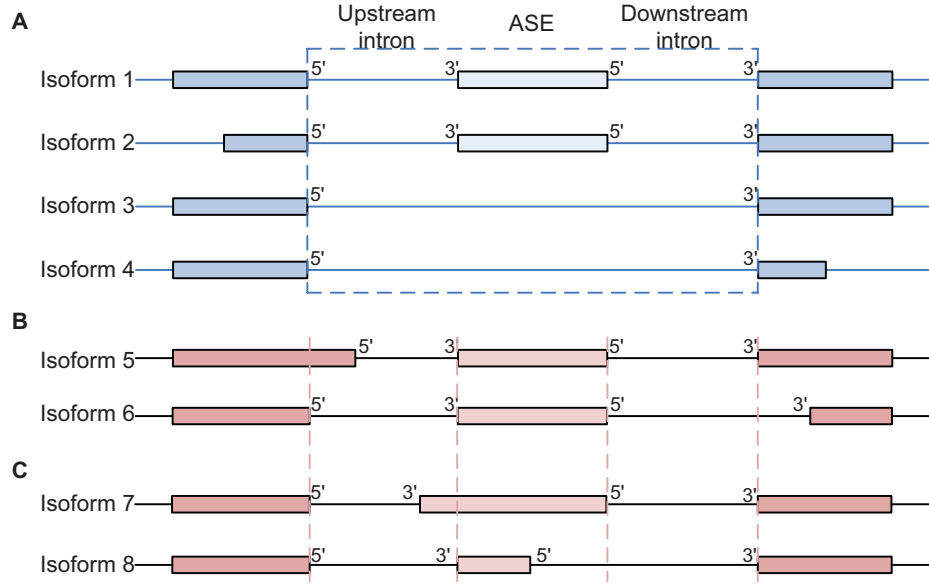 A
Upstream
intron
ASE
Downstream
intron
Isoform 1 5' 3' 5' 3'
Isoform 2 5' 3' 5' 3'
Isoform 3 5' 3'
Isoform 4 5' 3'
B
Isoform 5 5' 3' 5' 3'
Isoform 6 5' 3' 5' 3'
C
Isoform 7 5' 3' 5' 3'
Isoform 8 5' 3' 5' 3'